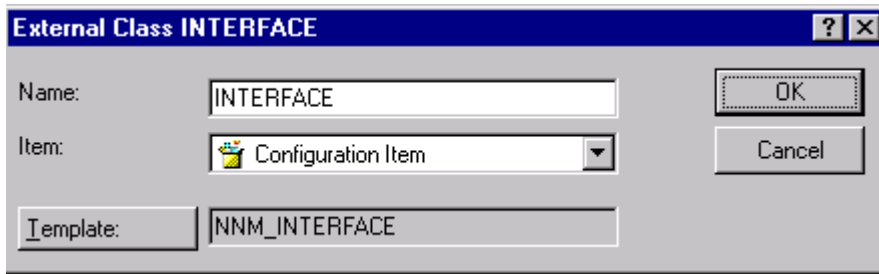 External Class INTERFACE
Name: INTERFACE OK
Item: Configuration Item Cancel
Template: NNM_INTERFACE